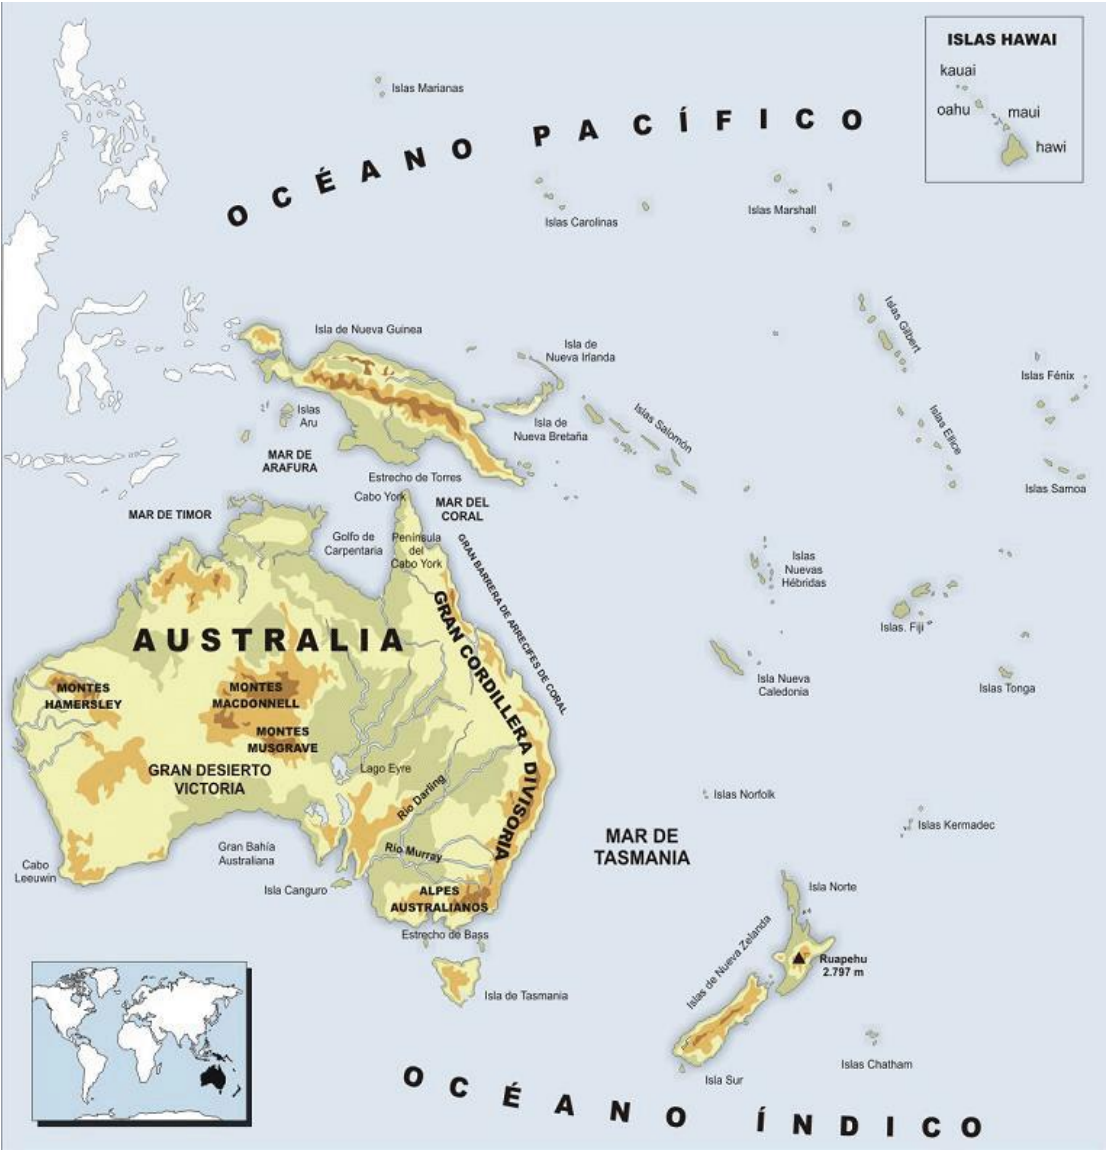 ISLAS HAWAI
kauai
oahu
maui
hawi
Islas Marianas
OCÉANO PACÍFICO
Islas Carolinas
Islas Marshall
Islas Gilbert
Isla de Nueva Guinea
Isla de
Nueva Irlanda
Islas Fénix
Islas
Aru
Isla de
Nueva Bretaña
Islas Salomón
Islas Elice
MAR DE
ARAFURA
Estrecho de Torres
Islas Samoa
Cabo York
MAR DEL
CORAL
MAR DE TIMOR
Golfo de
Carpentaria
Península
del
Cabo York
GRAN BARRERA DE ARRECIFES DE CORAL
Islas
Nuevas
Hébridas
GRAN CORDILLERA DIVISORIA
Islas. Fiji
AUSTRALIA
Isla Nueva
Caledonia
Islas Tonga
MONTES
HAMERSLEY
MONTES
MACDONNELL
MONTES
MUSGRAVE
GRAN DESIERTO
VICTORIA
Lago Eyre
Río Darling
Islas Norfolk
Islas Kermadec
MAR DE
TASMANIA
Río Murray
Gran Bahía
Australiana
Cabo
Leeuwin
Isla Canguro
ALPES
AUSTRALIANOS
Isla Norte
Estrecho de Bass
Islas de Nueva Zelanda
Ruapehu
2.797 m
Isla de Tasmania
Islas Chatham
Isla Sur
OCÉANO ÍNDICO